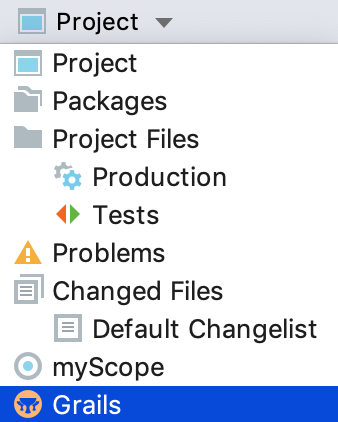 Project
Project
Packages
Project Files
Production
Tests
Problems
Changed Files
Default Changelist
myScope
Grails